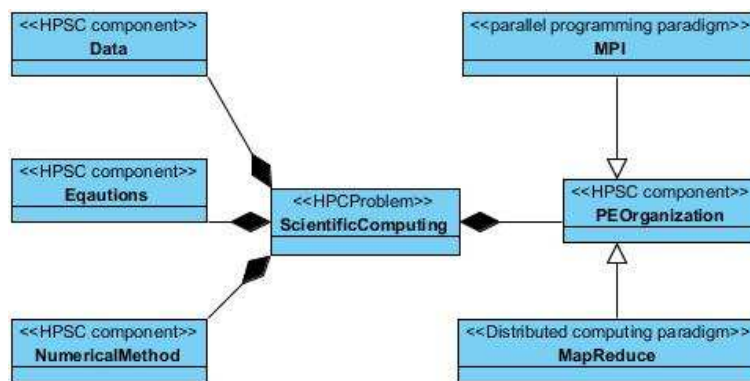 <<HPSC component>>
Data
<<parallel programming paradigm>>
MPI
<<HPSC component>>
Eqautions
<<HPCProblem>>
ScientificComputing
<<HPSC component>>
PEOrganization
<<HPSC component>>
NumericalMethod
<<Distributed computing paradigm>>
MapReduce